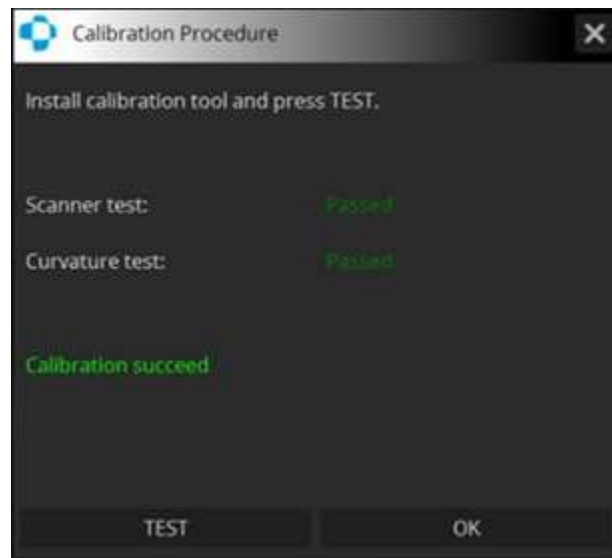 Calibration Procedure
Install calibration tool and press TEST.
Scanner test: Passed
Curvature test: Passed
Calibration succeed
TEST OK